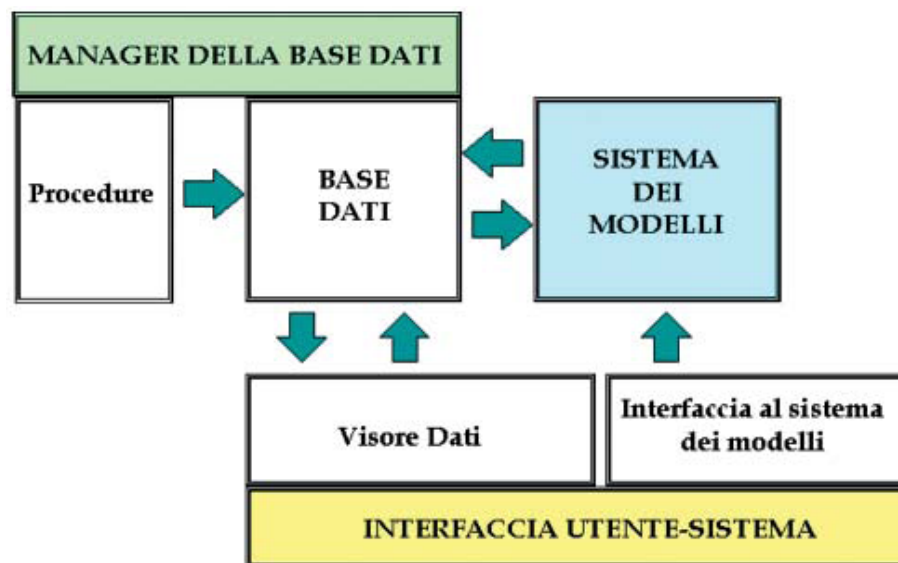 MANAGER DELLA BASE DATI
Procedure
BASE
DATI
SISTEMA
DEI
MODELLI
Visore Dati
Interfaccia al sistema
dei modelli
INTERFACCIA UTENTE-SISTEMA